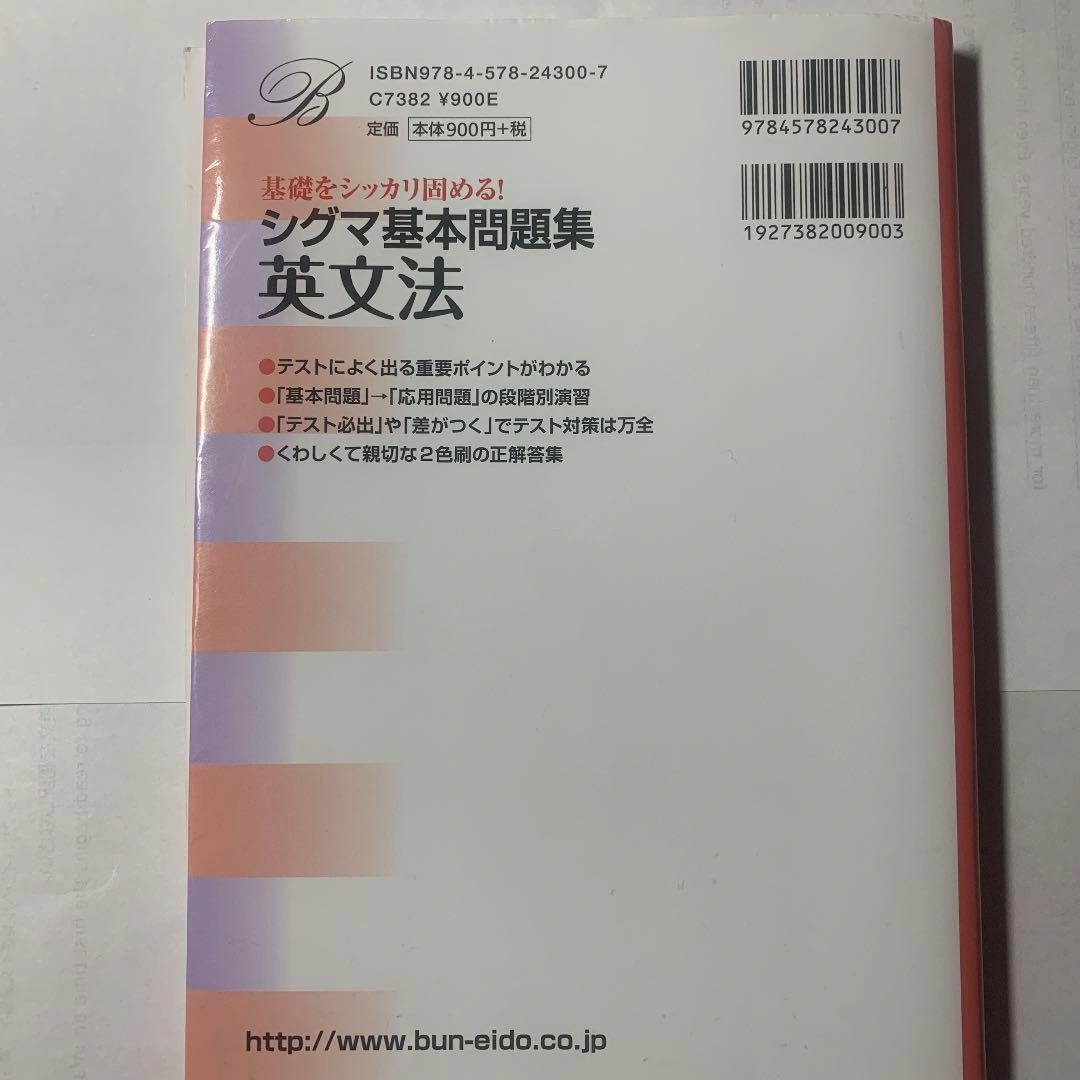 B
ISBN978-4-578-24300-7
C7382 ¥900E
定価 本体900円+税
9784578243007
1927382009003
基礎をシッカリ固める!
シグマ基本問題集
英文法
●テストによく出る重要ポイントがわかる
●「基本問題」→「応用問題」の段階別演習
●「テスト必出」や「差がつく」でテスト対策は万全
●くわしくて親切な2色刷の正解答集
http://www.bun-eido.co.jp